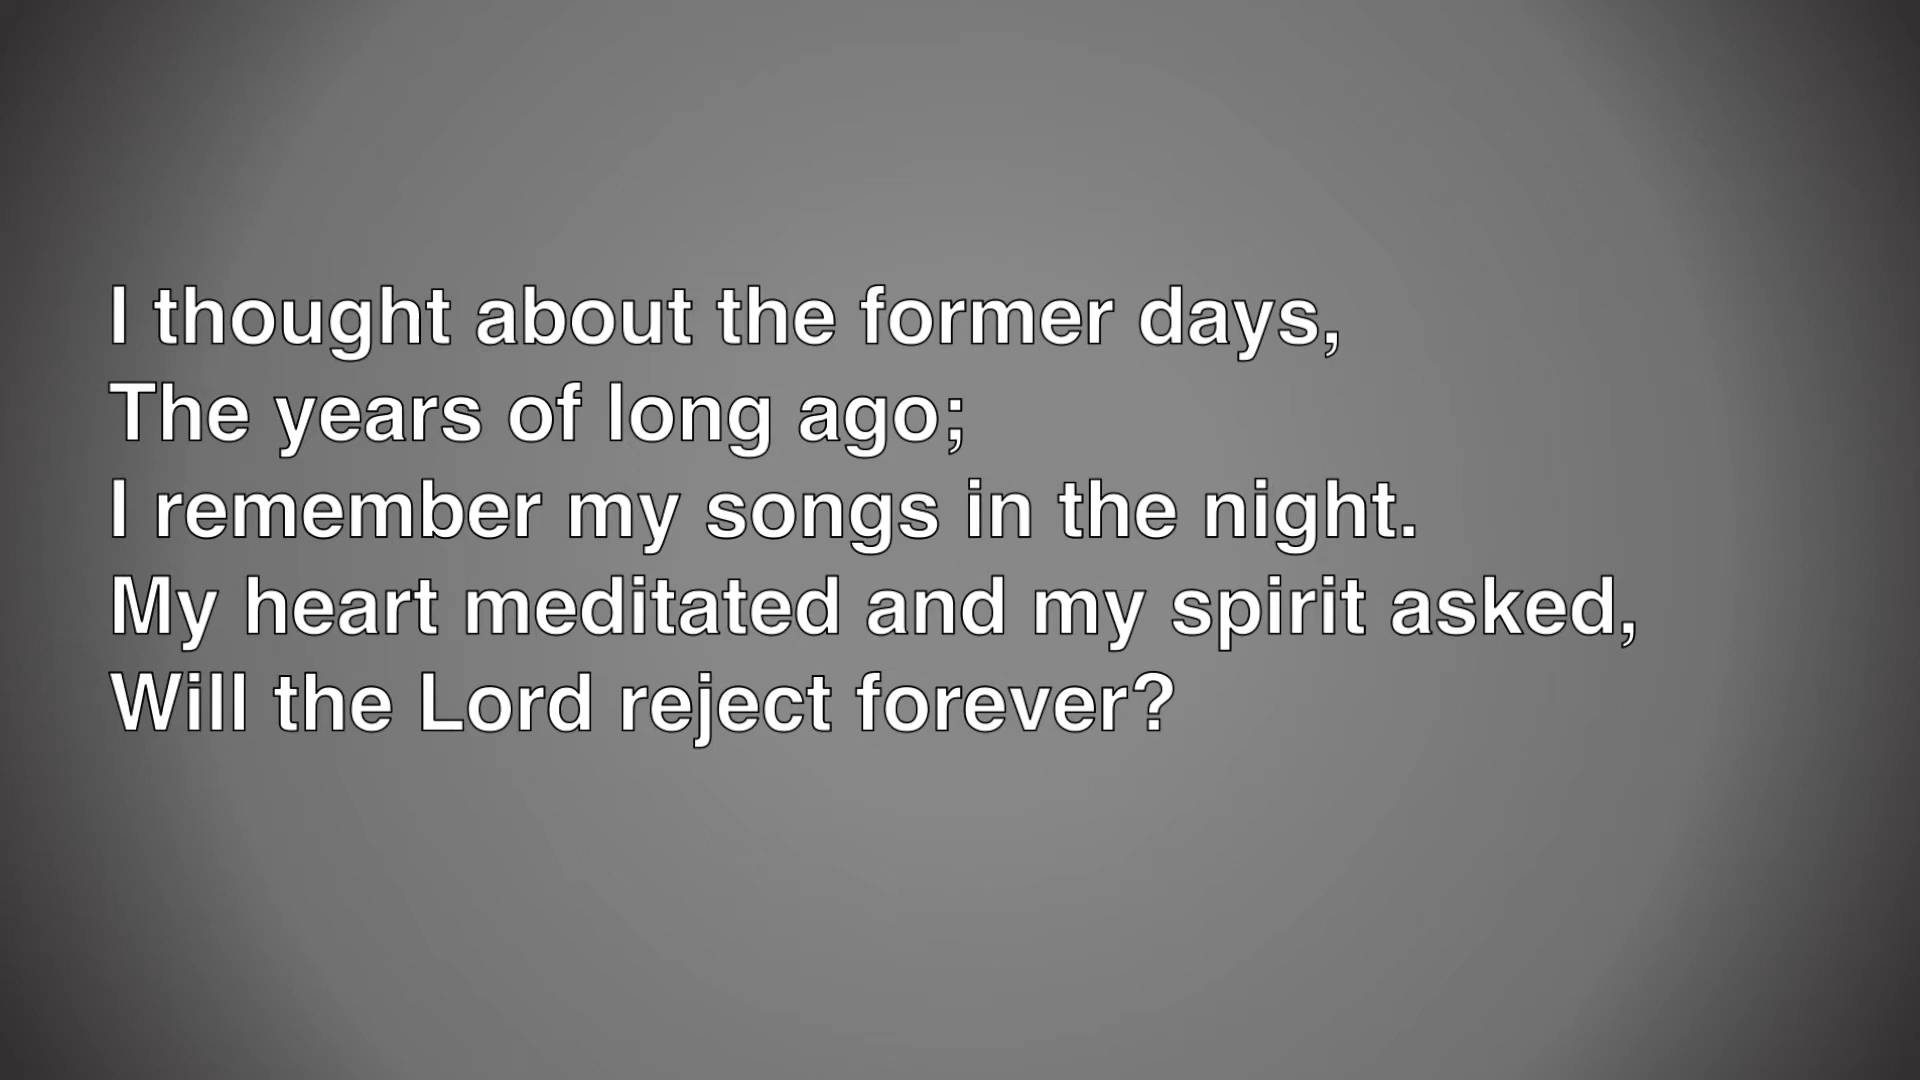 I thought about the former days,
The years of long ago;
I remember my songs in the night.
My heart meditated and my spirit asked,
Will the Lord reject forever?